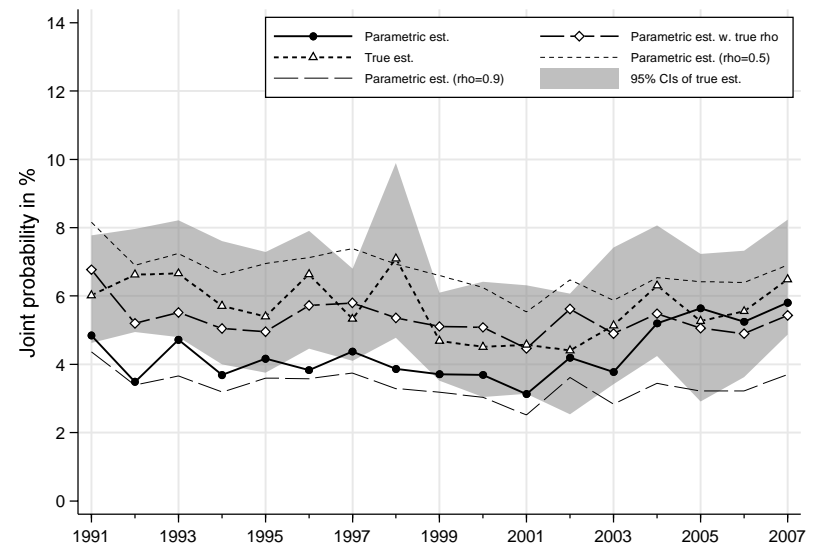 Parametric est.
Parametric est. w. true rho
True est.
Parametric est. (rho=0.5)
Parametric est. (rho=0.9)
95% CIs of true est.
Joint probability in %
14
12
10
8
6
4
2
0
1991 1993 1995 1997 1999 2001 2003 2005 2007